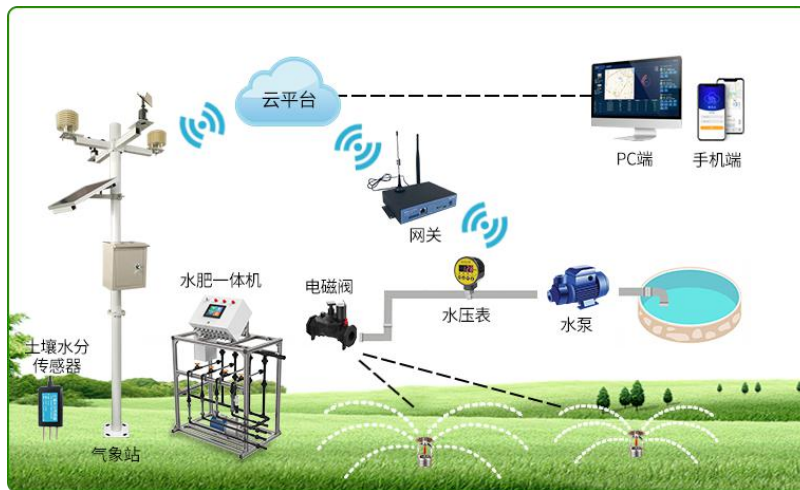 云平台
PC端
手机端
网关
水肥一体机
电磁阀
水压表
水泵
土壤水分
传感器
气象站